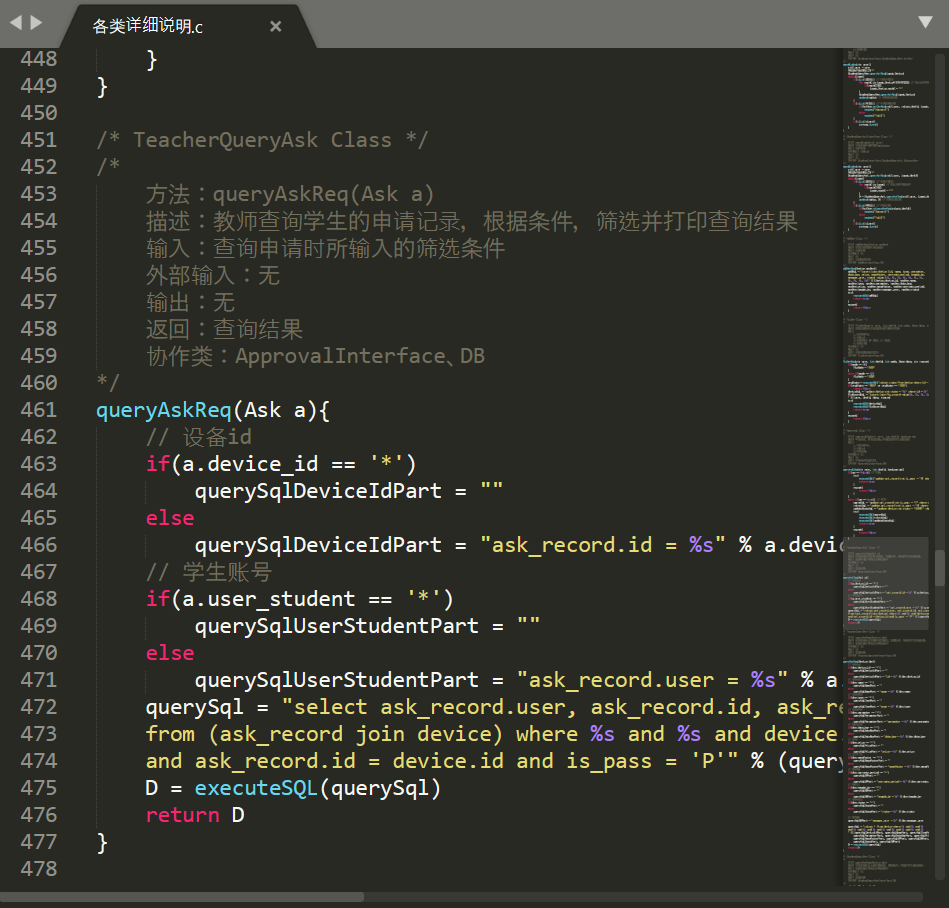 各类详细说明.c ×
448 }
449 }
450
451 /* TeacherQueryAsk Class */
452 /*
453 方法：queryAskReq(Ask a)
454 描述：教师查询学生的申请记录，根据条件，筛选并打印查询结果
455 输入：查询申请时所输入的筛选条件
456 外部输入：无
457 输出：无
458 返回：查询结果
459 协作类：ApprovalInterface、DB
460 */
461 queryAskReq(Ask a){
462 // 设备id
463 if(a.device_id == '*')
464 querySqlDeviceIdPart = ""
465 else
466 querySqlDeviceIdPart = "ask_record.id = %s" % a.devic
467 // 学生账号
468 if(a.user_student == '*')
469 querySqlUserStudentPart = ""
470 else
471 querySqlUserStudentPart = "ask_record.user = %s" % a
472 querySql = "select ask_record.user, ask_record.id, ask_re
473 from (ask_record join device) where %s and %s and device
474 and ask_record.id = device.id and is_pass = 'P'" % (query
475 D = executeSQL(querySql)
476 return D
477 }
478